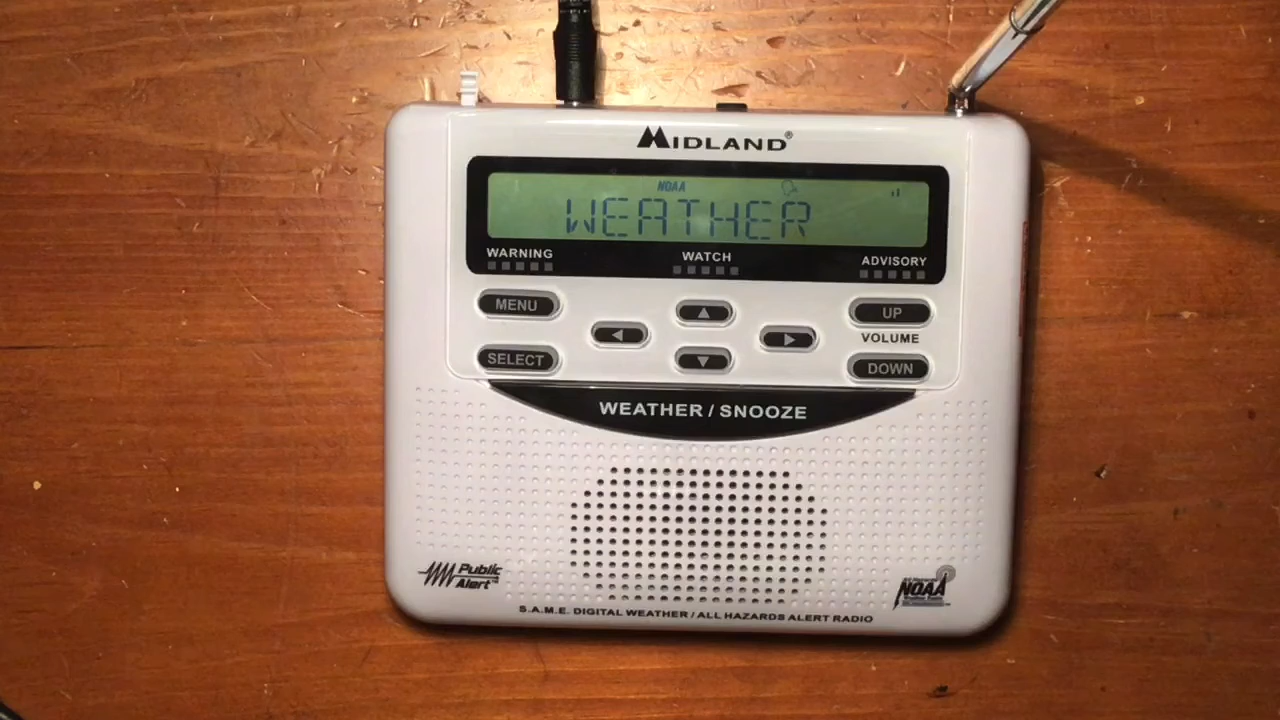 MIDLAND®
NOAA
WEATHER
WARNING WATCH ADVISORY
MENU UP
VOLUME
SELECT DOWN
WEATHER / SNOOZE
Public
Alert™
NOAA
S.A.M.E. DIGITAL WEATHER / ALL HAZARDS ALERT RADIO